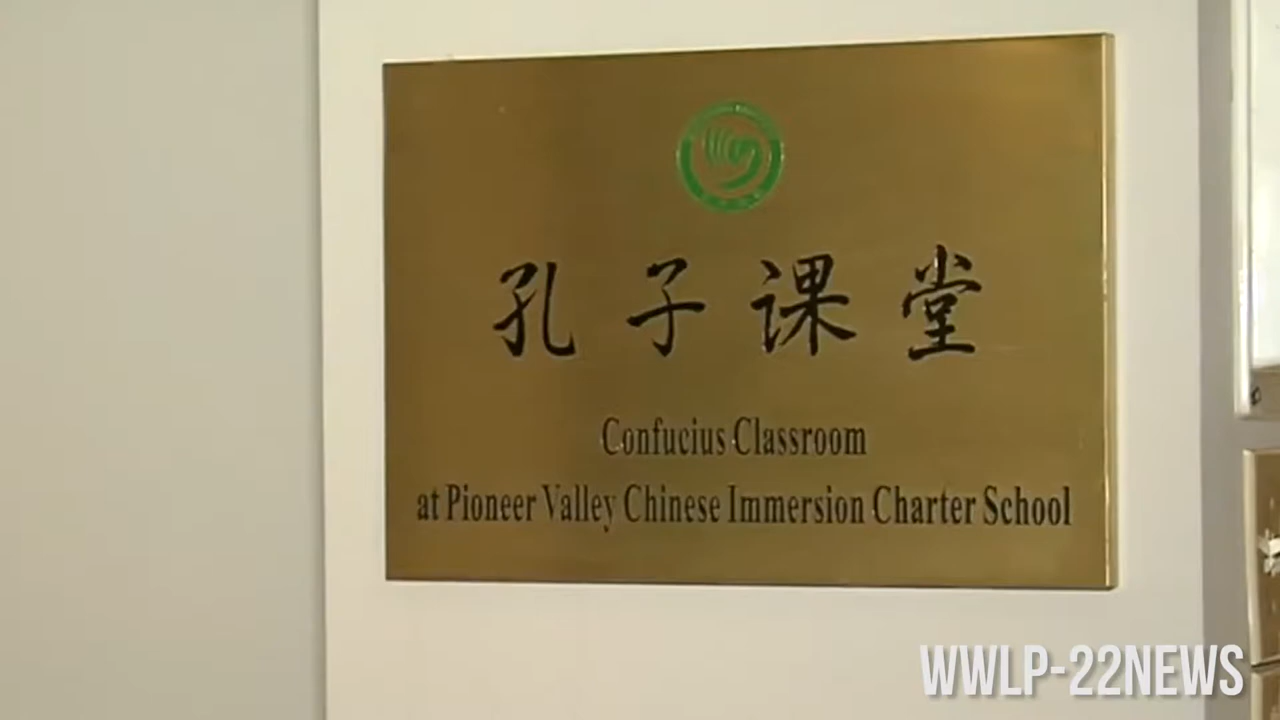 孔子课堂
Confucius Classroom
at Pioneer Valley Chinese Immersion Charter School
WWLP-22NEWS